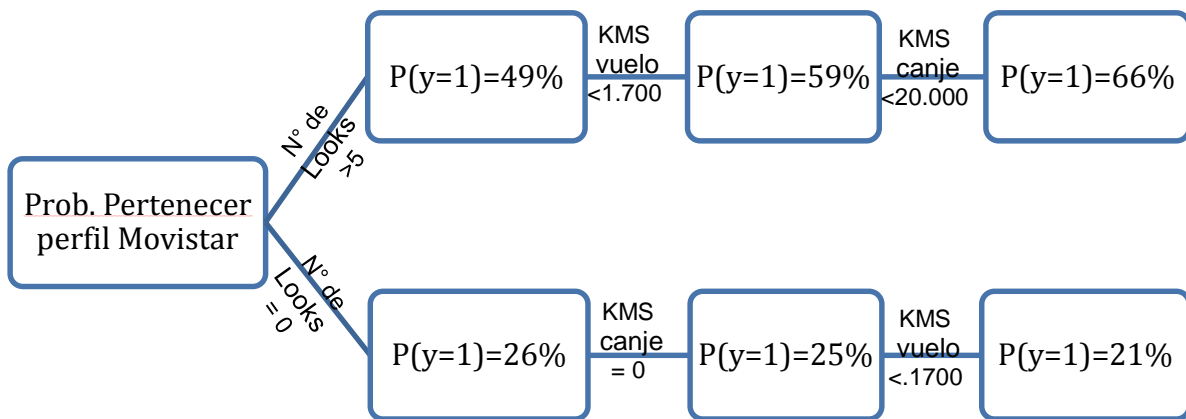 P(y=1)=49%
KMS
vuelo
<1.700
P(y=1)=59%
KMS
canje
<20.000
P(y=1)=66%
N° de
Looks
>5
Prob. Pertenecer
perfil Movistar
N° de
Looks
= 0
P(y=1)=26%
KMS
canje
= 0
P(y=1)=25%
KMS
vuelo
<.1700
P(y=1)=21%